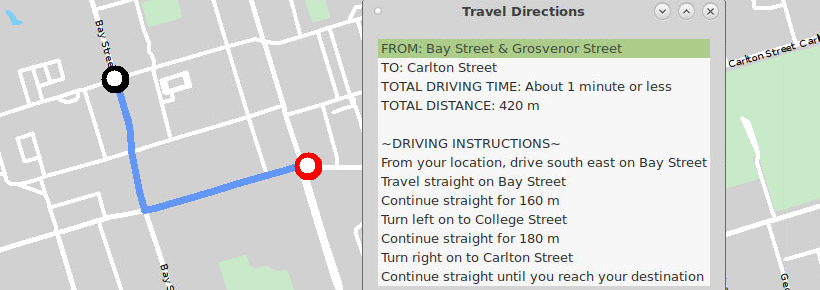 Bay Street
Bay S
Travel Directions
FROM: Bay Street & Grosvenor Street
TO: Carlton Street
TOTAL DRIVING TIME: About 1 minute or less
TOTAL DISTANCE: 420 m
~DRIVING INSTRUCTIONS~
From your location, drive south east on Bay Street
Travel straight on Bay Street
Continue straight for 160 m
Turn left on to College Street
Continue straight for 180 m
Turn right on to Carlton Street
Continue straight until you reach your destination
Carlton Street